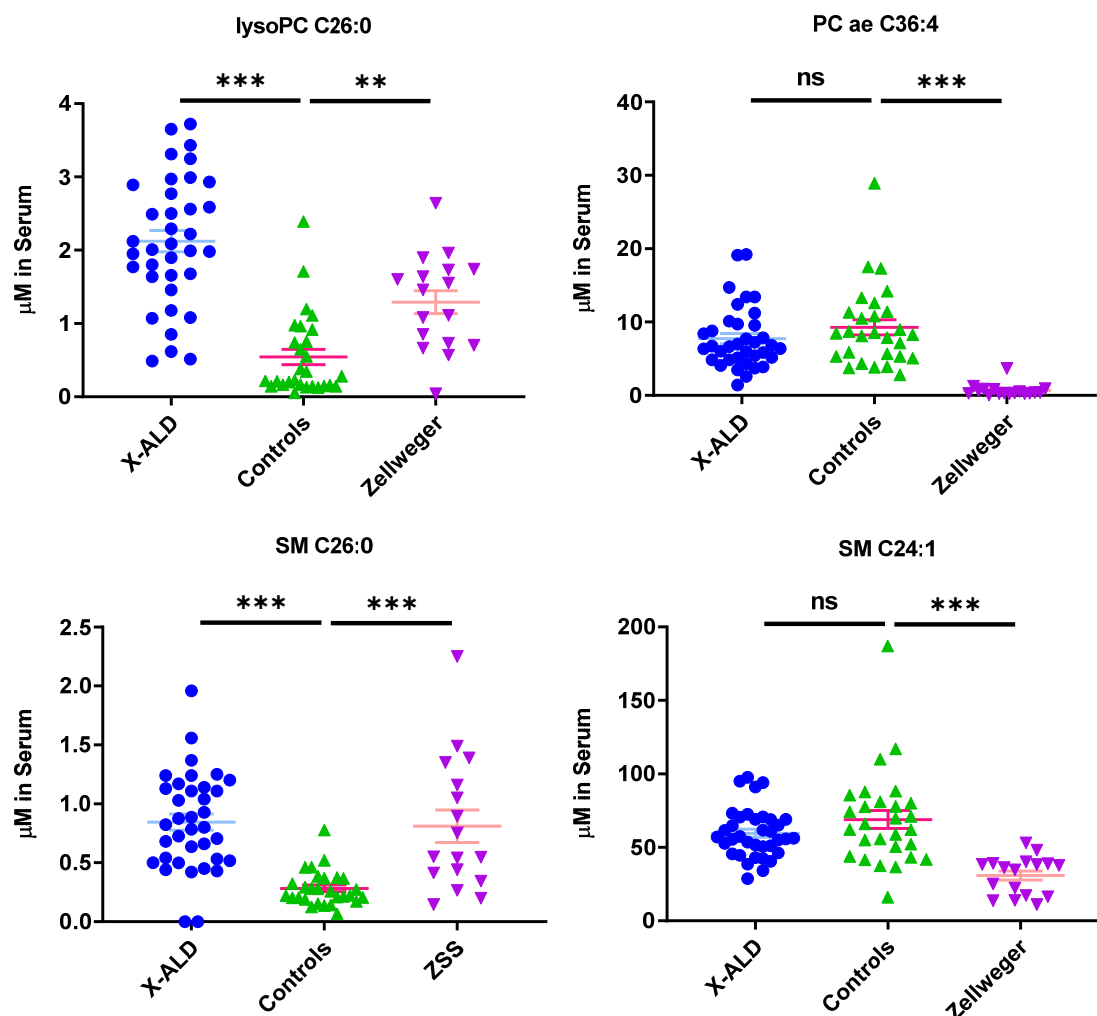 lysoPC C26:0
*** **
μM in Serum
4
3
2
1
0
X-ALD
Controls
Zellweger
PC ae C36:4
ns ***
μM in Serum
40
30
20
10
0
X-ALD
Controls
Zellweger
SM C26:0
*** ***
μM in Serum
2.5
2.0
1.5
1.0
0.5
0.0
X-ALD
Controls
ZSS
SM C24:1
ns ***
μM in Serum
200
150
100
50
0
X-ALD
Controls
Zellweger